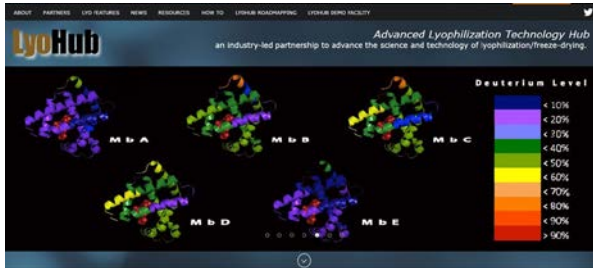 ABOUT PARTNERS LYO FEATURES NEWS RESOURCES HOW TO LYOHUB ROADMAPPING LYOHUB DEMO FACILITY
LyoHub
Advanced Lyophilization Technology Hub
an industry-led partnership to advance the science and technology of lyophilization/freeze-drying.
Deuterium Level
MbA
MbB
MbC
MbD
MbE
< 10%
< 20%
< 30%
< 40%
< 50%
< 60%
< 70%
< 80%
< 90%
> 90%